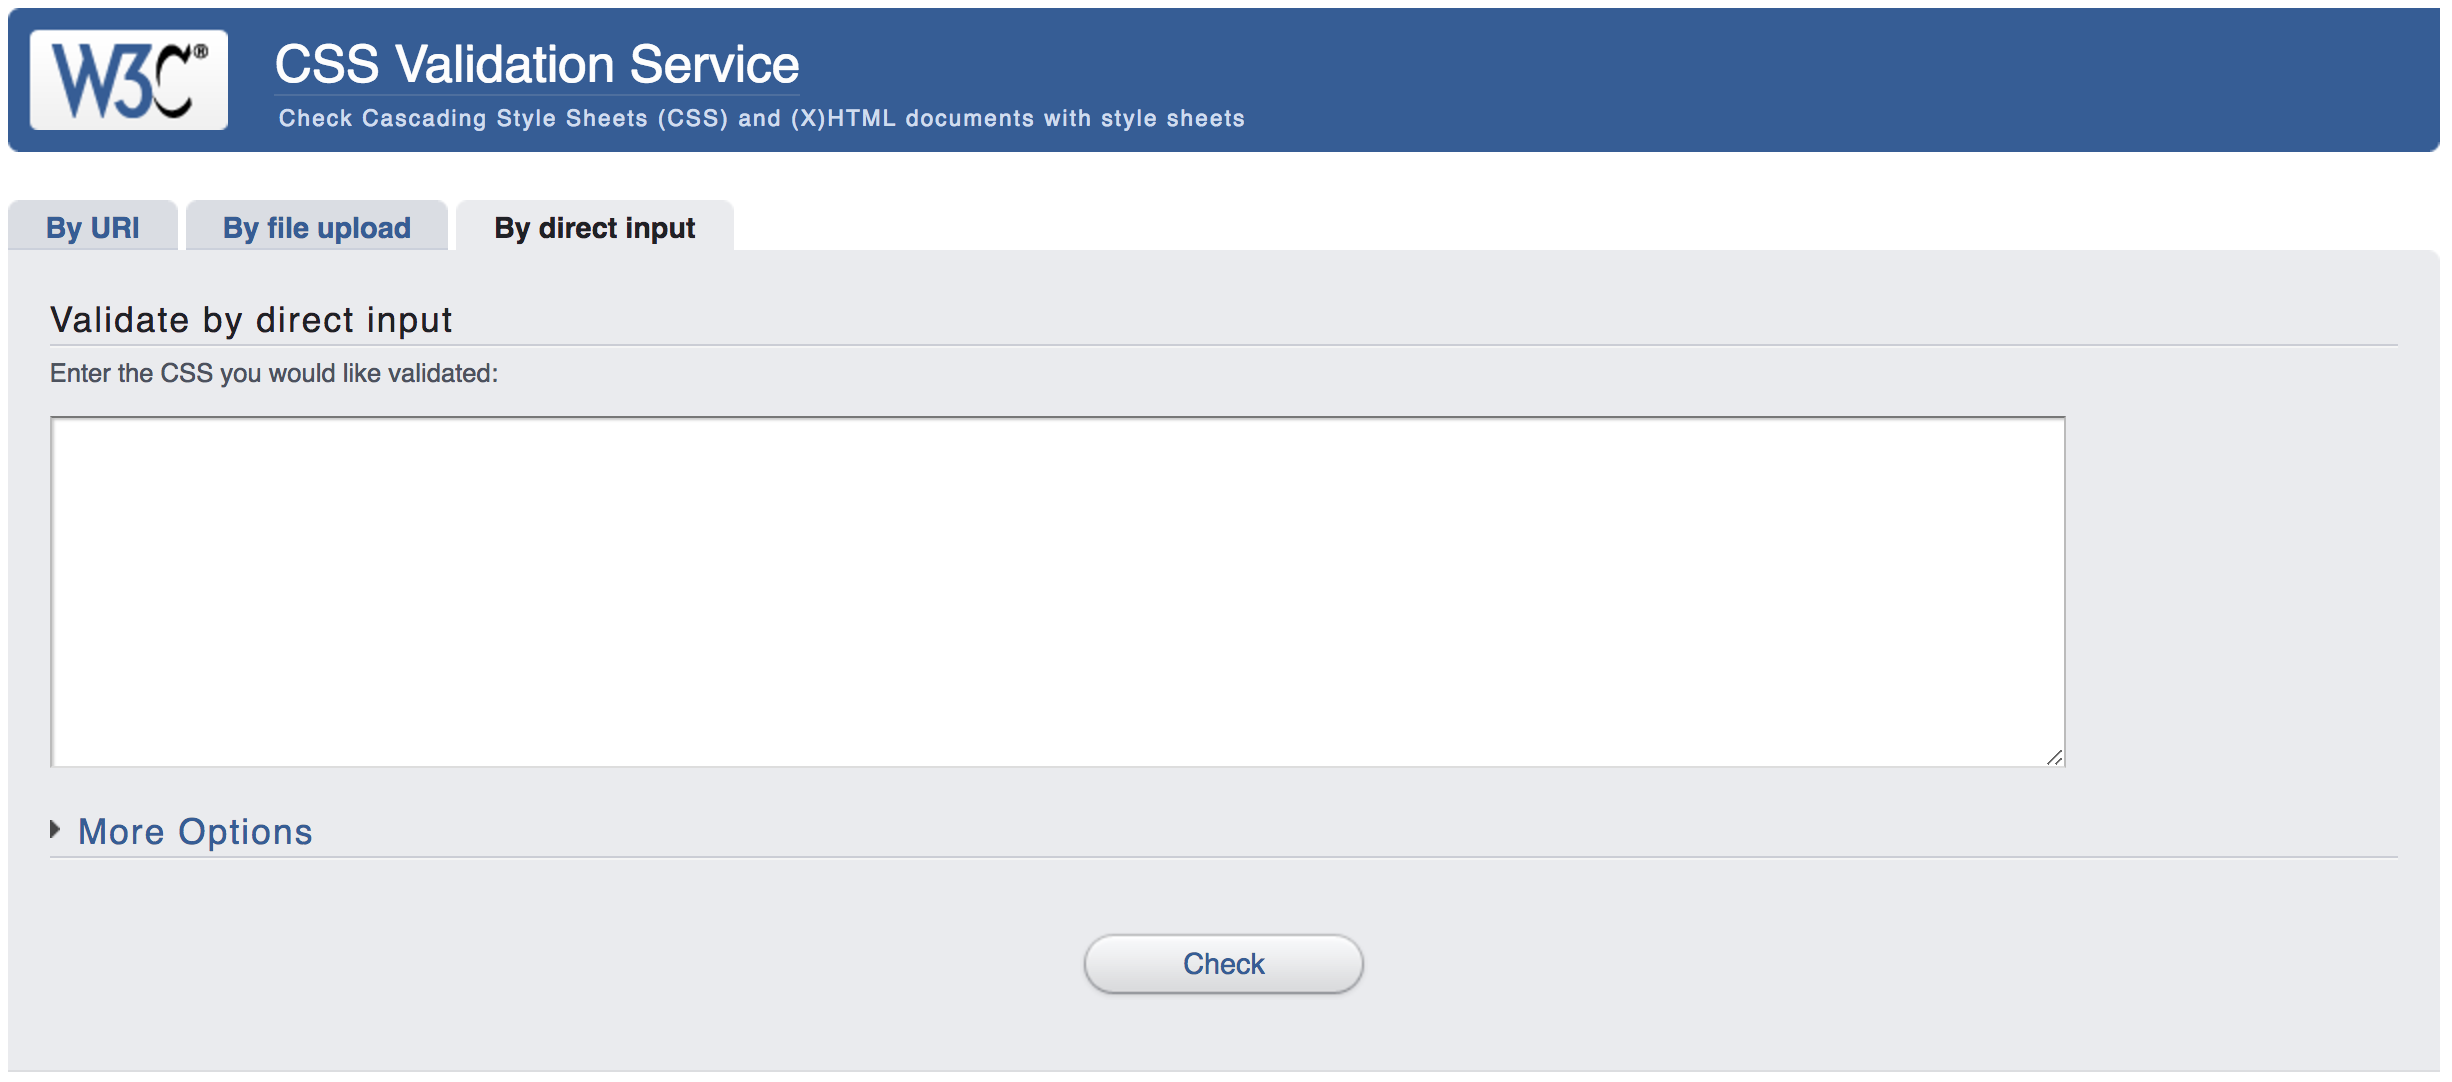 W3C®
CSS Validation Service
Check Cascading Style Sheets (CSS) and (X)HTML documents with style sheets
By URI
By file upload
By direct input
Validate by direct input
Enter the CSS you would like validated:
More Options
Check